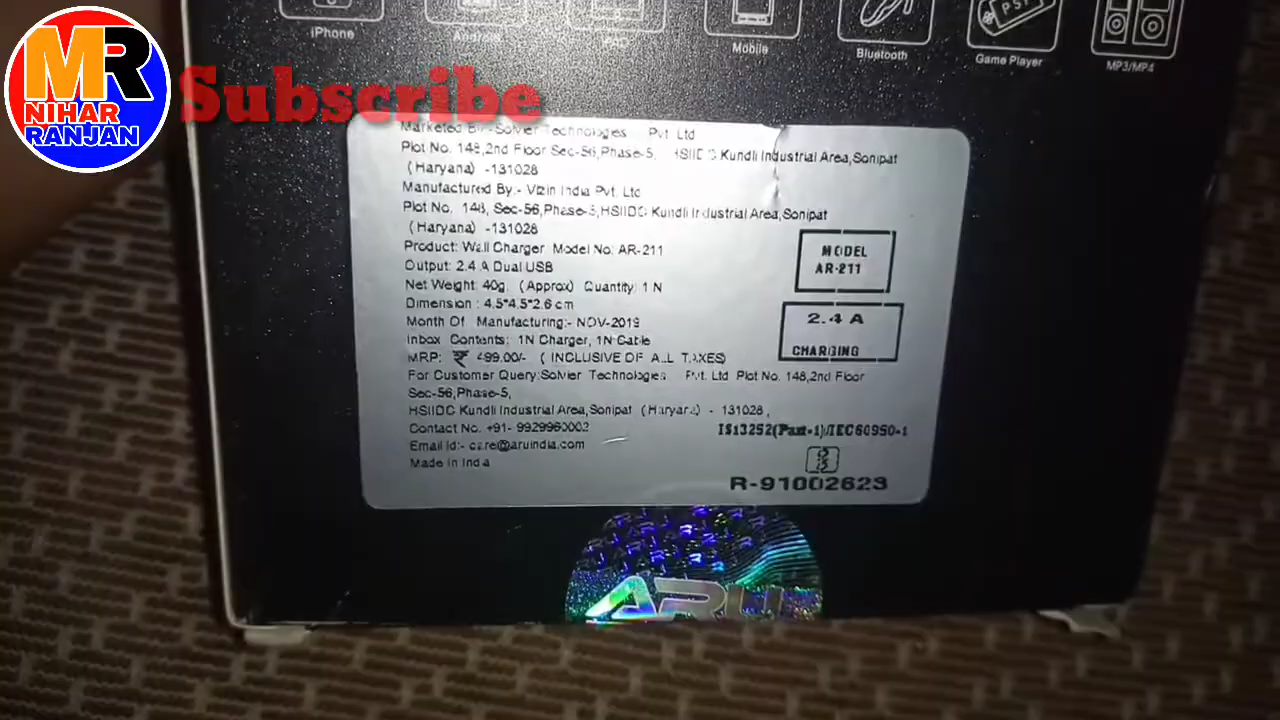 iPhone
Android
Mobile
Bluetooth
PSP
Game Player
MP3/MP4
MR
NIHAR
RANJAN
Subscribe
Marketed By:-Solvier Technologies Pvt. Ltd
Plot No. 148,2nd Floor Sec-56,Phase-5, HSIIDC Kundli Industrial Area,Sonipat
(Haryana) -131028
Manufactured By:- Vizin India Pvt. Ltd
Plot No. 148, Sec-56,Phase-5,HSIIDC Kundli Industrial Area,Sonipat
(Haryana) -131028
Product: Wall Charger Model No: AR-211
Output: 2.4 A Dual USB
Net Weight: 40g. (Approx) Quantity: 1 N
Dimension : 4.5*4.5*2.6 cm
Month Of Manufacturing:- NOV-2019
Inbox Contents: 1N Charger, 1N Cable
MRP: ₹ 499.00/- ( INCLUSIVE OF ALL TAXES)
For Customer Query:Solvier Technologies Pvt. Ltd Plot No. 148,2nd Floor
Sec-56,Phase-5,
HSIIDC Kundli Industrial Area,Sonipat (Haryana) - 131028,
Contact No. +91- 9929960003
Email Id:- care@aruindia.com
Made in India
MODEL
AR-211
2.4 A
CHARGING
IS13252(Part-1)/IEC60950-1
R-91002623
ARU